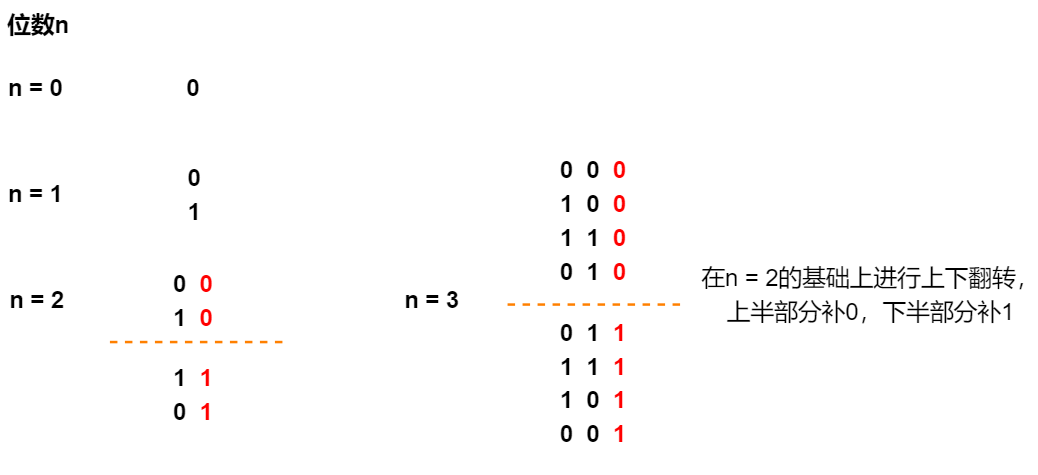 位数n
n = 0
0
n = 1
0
1
n = 2
0 0
1 0
1 1
0 1
n = 3
0 0 0
1 0 0
1 1 0
0 1 0
0 1 1
1 1 1
1 0 1
0 0 1
在n = 2的基础上进行上下翻转，
上半部分补0，下半部分补1